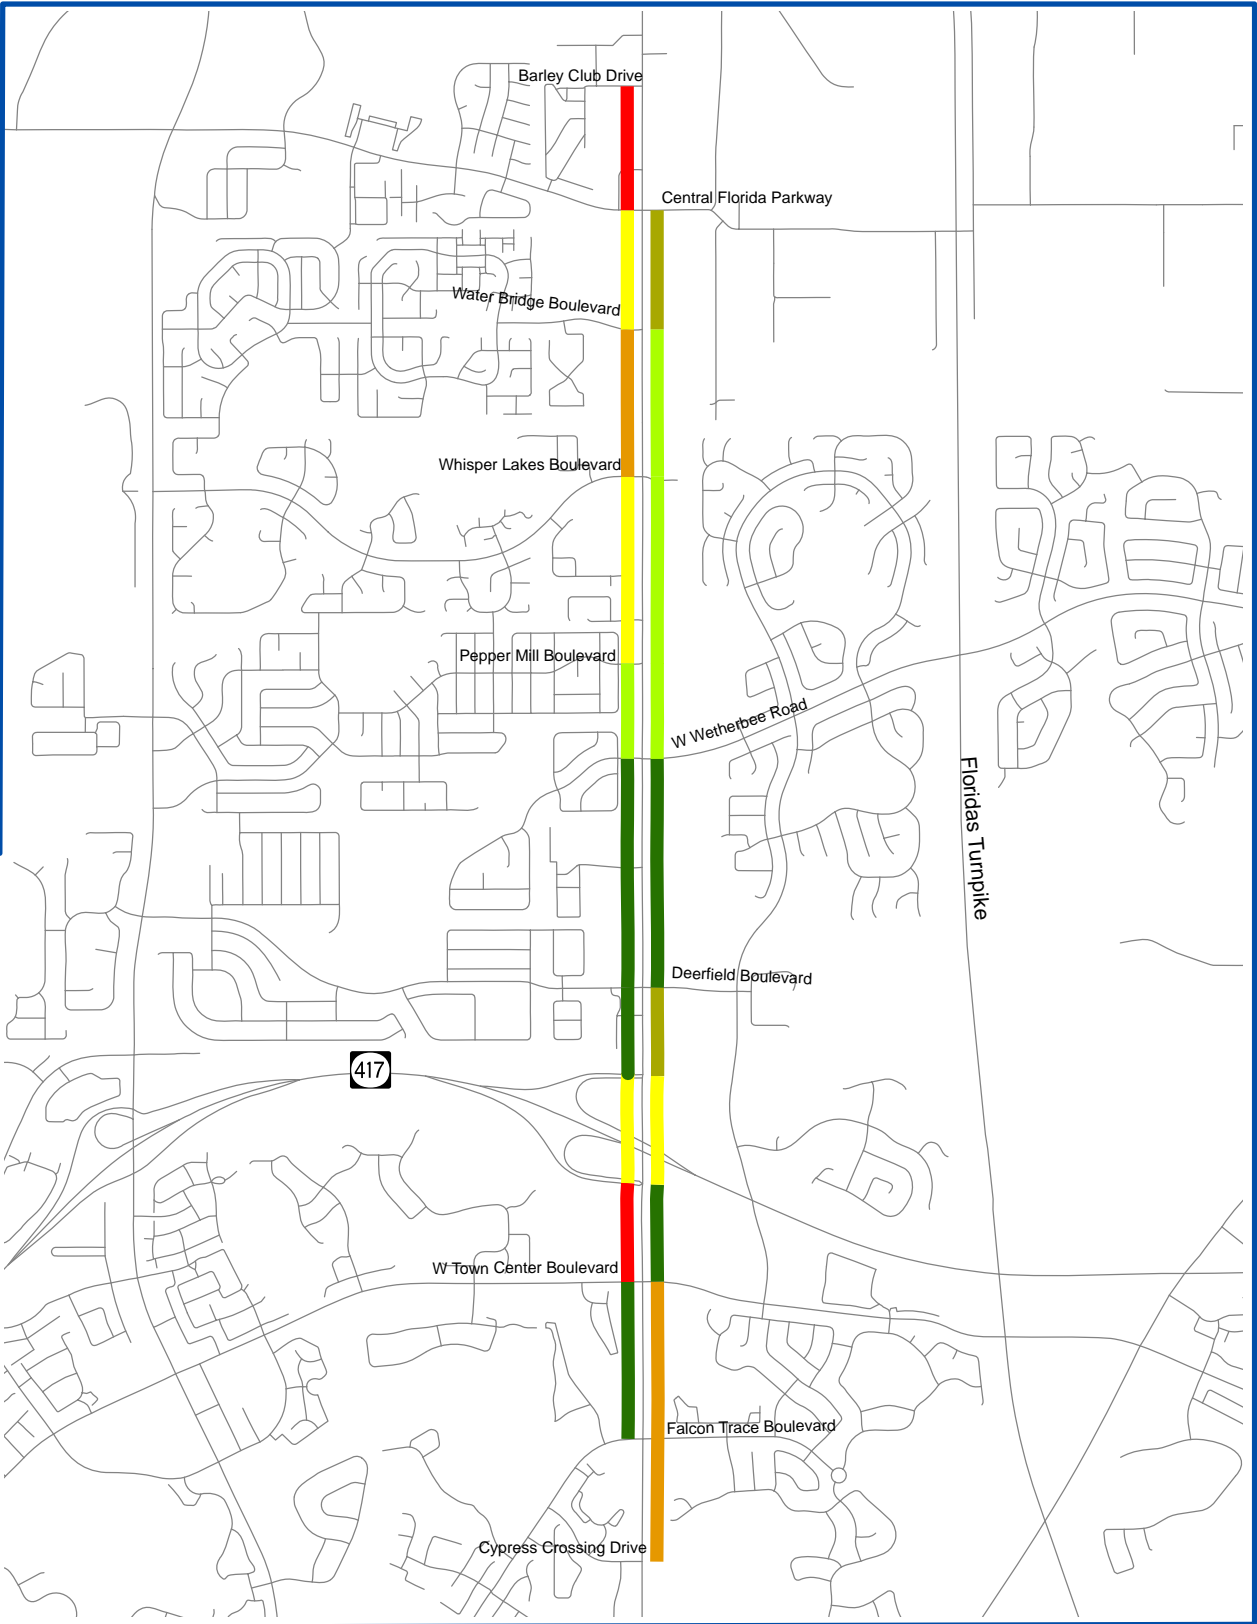 Barley Club Drive
Central Florida Parkway
Water Bridge Boulevard
Whisper Lakes Boulevard
Pepper Mill Boulevard
W Wetherbee Road
Floridas Turnpike
Deerfield Boulevard
417
W Town Center Boulevard
Falcon Trace Boulevard
Cypress Crossing Drive